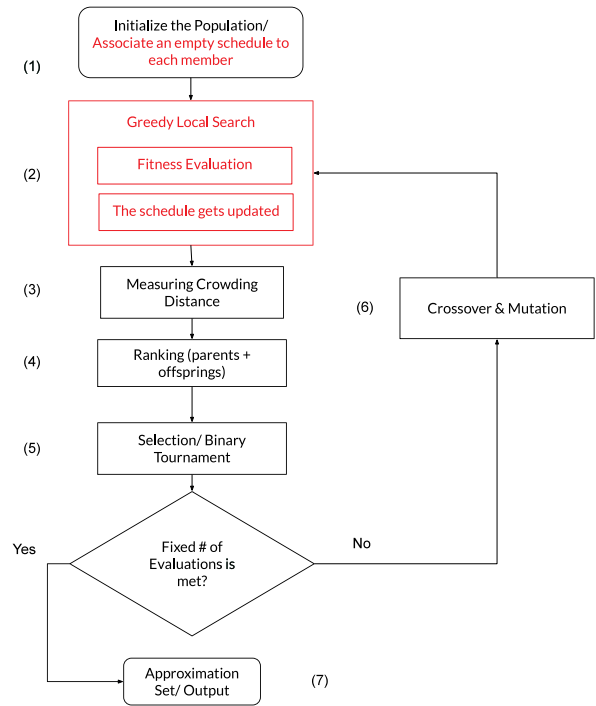 Initialize the Population/
Associate an empty schedule to
each member
(1)
Greedy Local Search
Fitness Evaluation
(2)
The schedule gets updated
Measuring Crowding
Distance
(3)
Crossover & Mutation
(6)
Ranking (parents +
offsprings)
(4)
Selection/ Binary
Tournament
(5)
Yes
No
Fixed # of
Evaluations is
met?
Approximation
Set/ Output
(7)